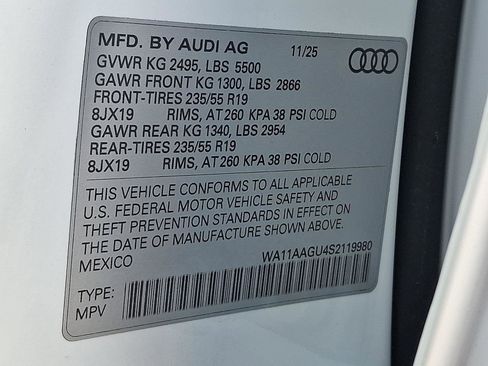 MFD. BY AUDI AG 11/25
GVWR KG 2495, LBS 5500
GAWR FRONT KG 1300, LBS 2866
FRONT-TIRES 235/55 R19
8JX19 RIMS, AT 260 KPA 38 PSI COLD
GAWR REAR KG 1340, LBS 2954
REAR-TIRES 235/55 R19
8JX19 RIMS, AT 260 KPA 38 PSI COLD
THIS VEHICLE CONFORMS TO ALL APPLICABLE
U.S. FEDERAL MOTOR VEHICLE SAFETY AND
THEFT PREVENTION STANDARDS IN EFFECT ON
THE DATE OF MANUFACTURE SHOWN ABOVE.
MEXICO
WA11AAGU4S2119980
TYPE:
MPV